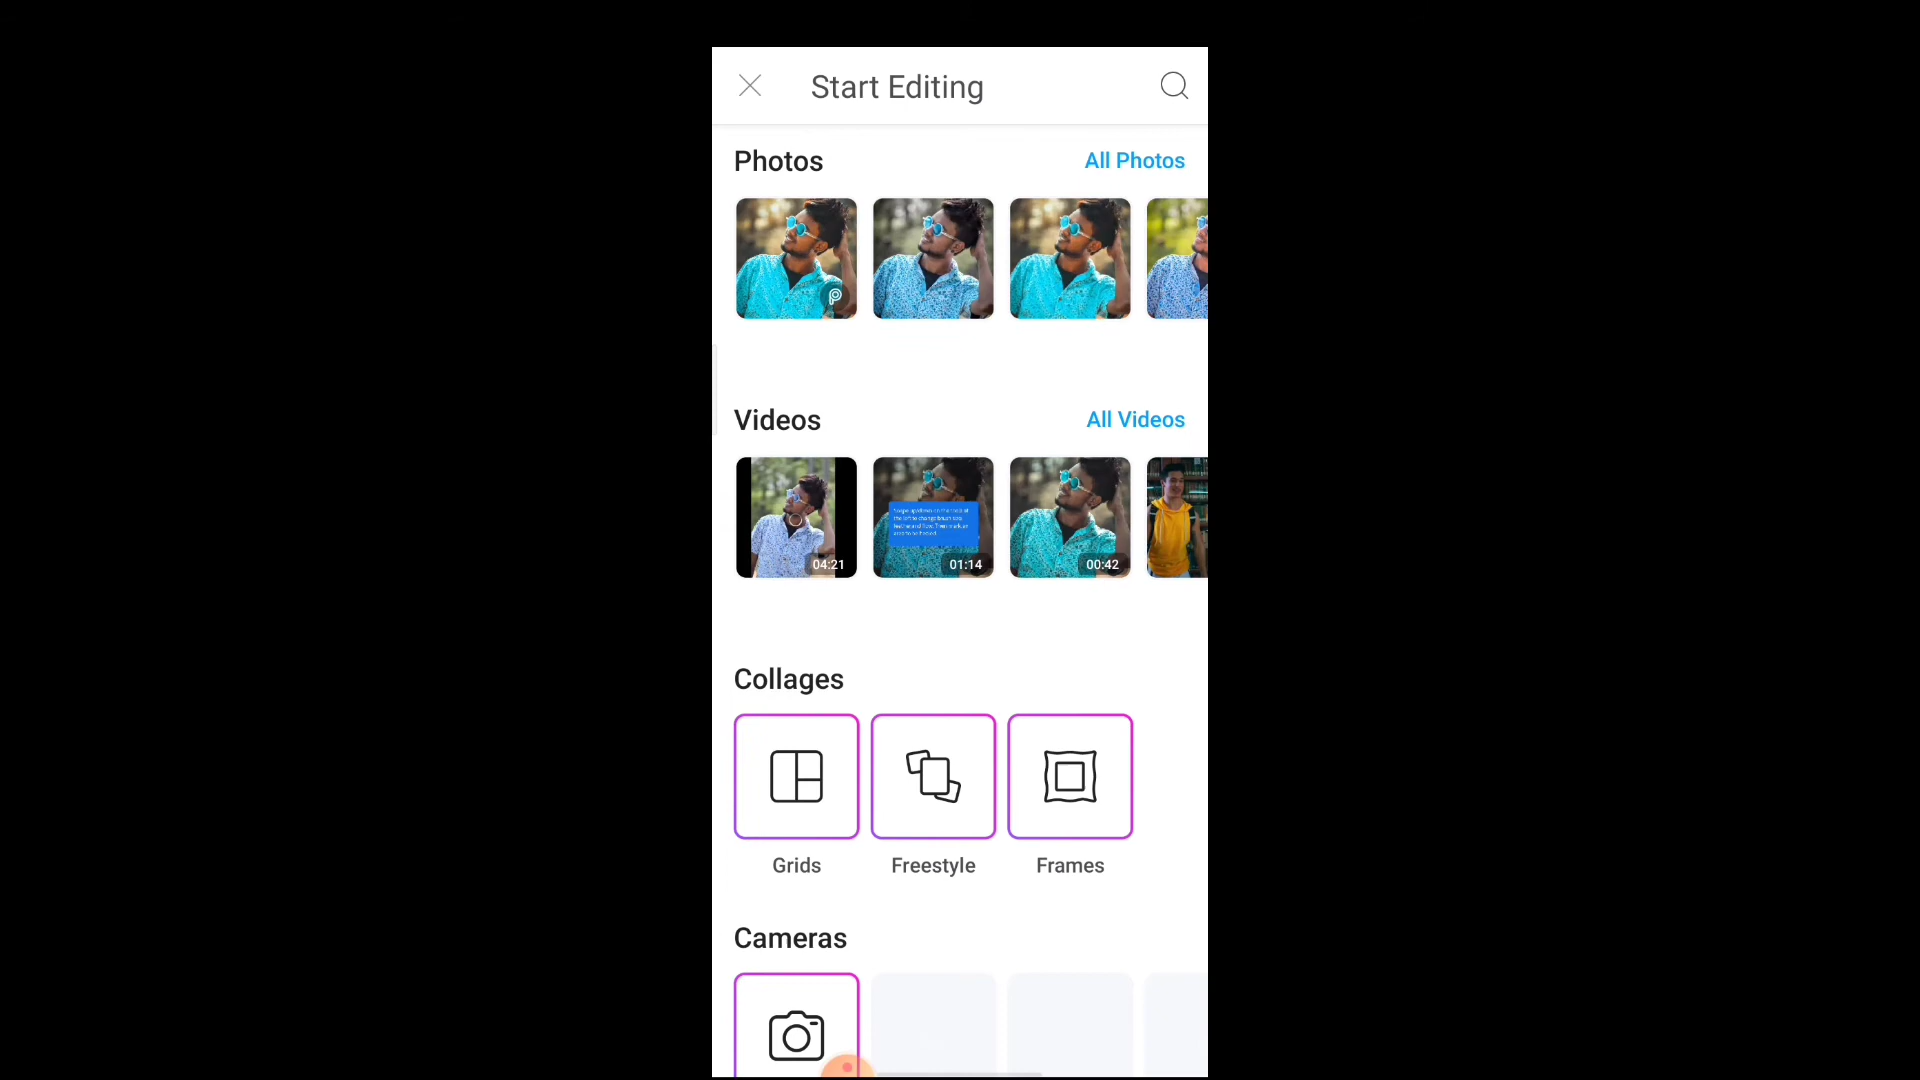 Start Editing
Photos
All Photos
Videos
All Videos
04:21
01:14
00:42
Collages
Grids
Freestyle
Frames
Cameras